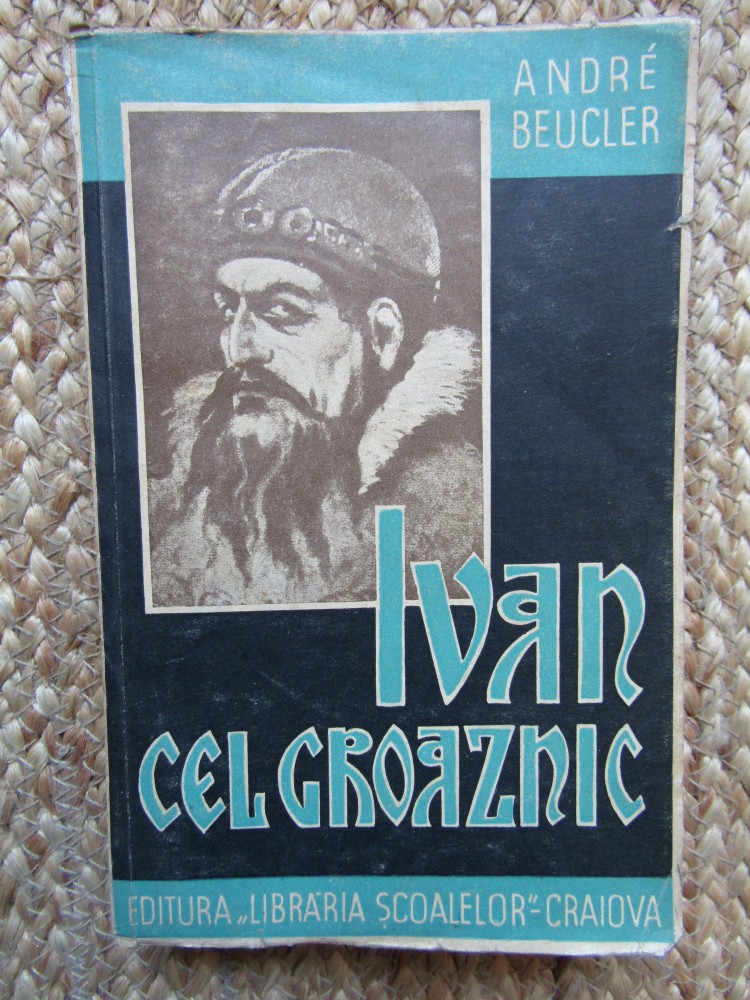 ANDRÉ
BEUCLER
IVAN
CEL GROAZNIC
EDITURA „LIBRĂRIA ȘCOALELOR"-CRAIOVA